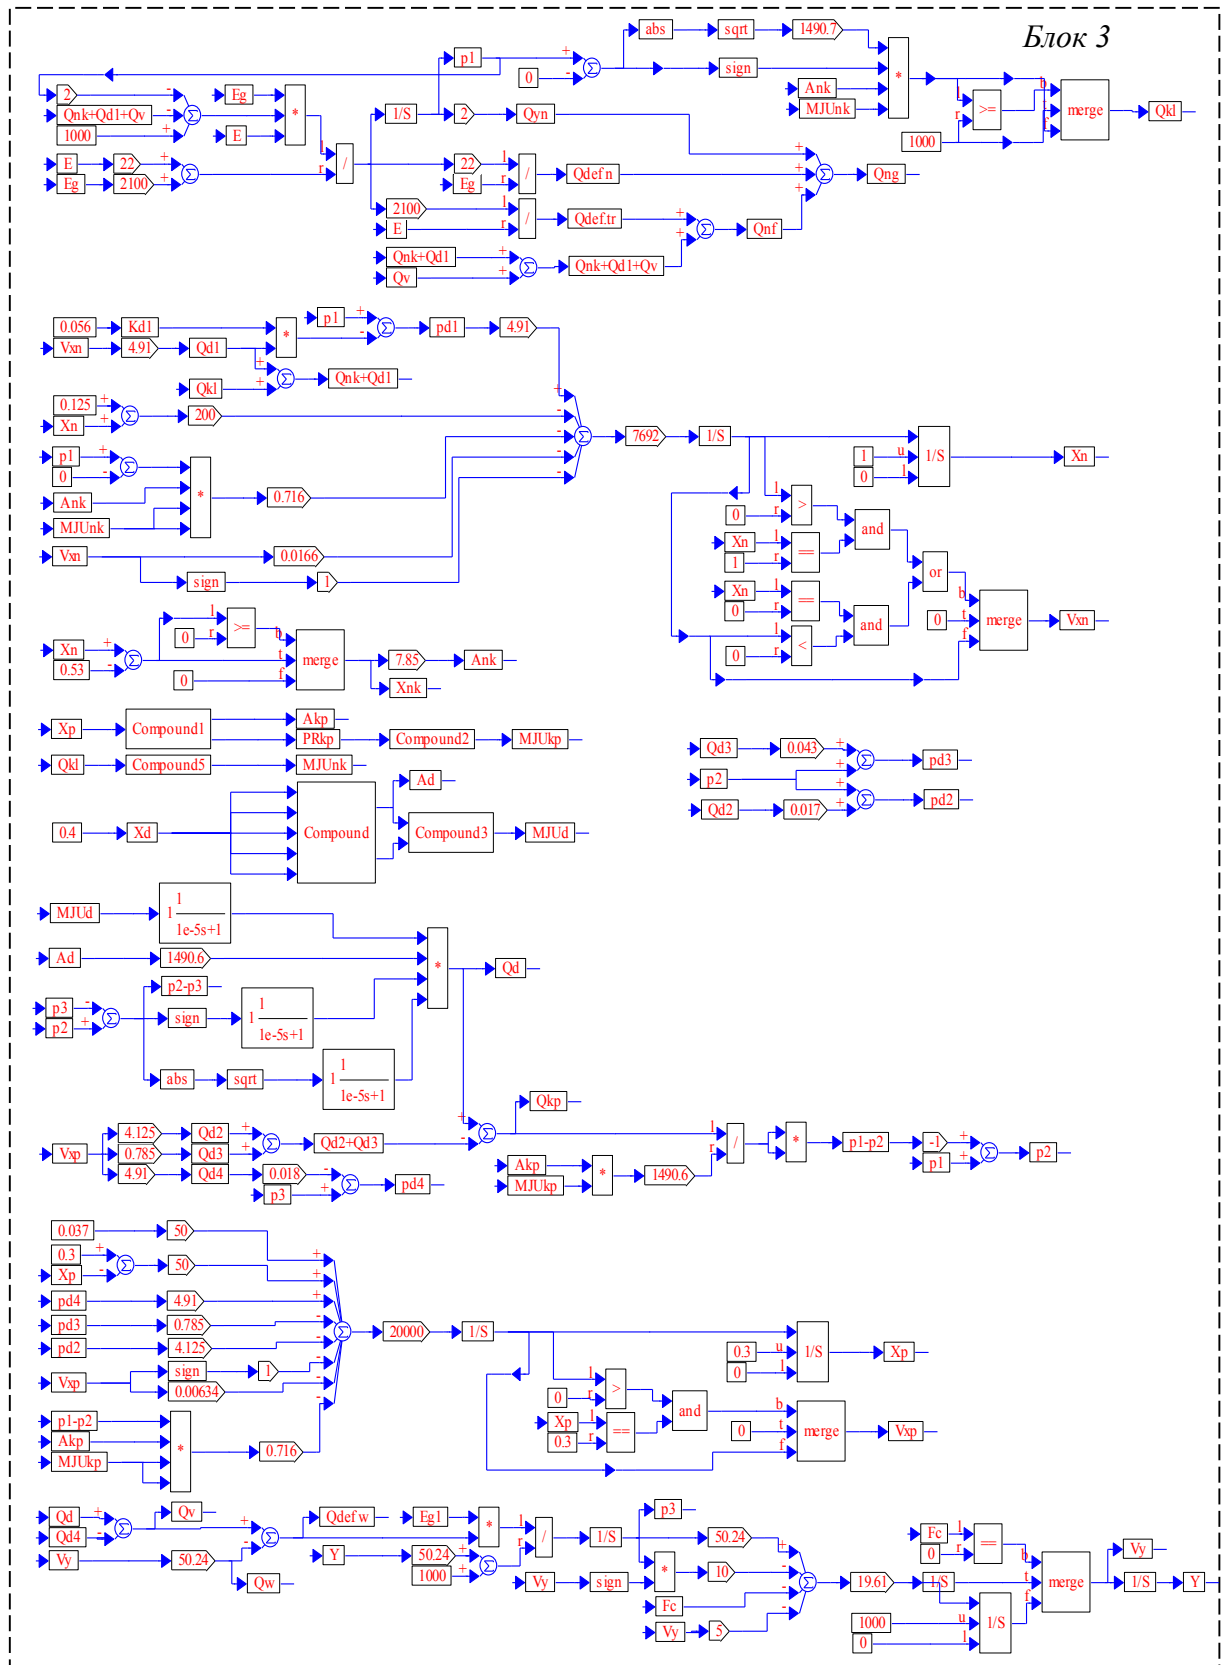 Блок 3
abs sqrt 1490.7
p1
0
sign
2 Eg
Qnk+Qd1+Qv
1000 E
*
1/S 2 Qyn
Ank
MJUnk
*
>=
1000
merge Qkl
E 22
Eg 2100
/
22
Eg
/ Qdefn
Qng
2100
E
/ Qdef.tr
Qnf
Qnk+Qd1
Qv
Qnk+Qd1+Qv
0.056 Kd1
Vxn 4.91 Qd1
*
p1
pd1 4.91
Qkl
Qnk+Qd1
0.125
Xn
200
7692 1/S
1
0
1/S Xn
p1
0
Ank
MJUnk
*
0.716
0
>
Xn
1
==
and
or
Vxn 0.0166
sign 1
Xn
0
==
0
<
and
0
merge Vxn
Xn
0.53
0
>=
0
merge
7.85 Ank
Xnk
Xp Compound1
Akp
PRkp Compound2 MJUkp
Qkl Compound5 MJUnk
Qd3 0.043
p2
Qd2 0.017
pd3
pd2
0.4 Xd
Compound
Ad
Compound3 MJUd
MJUd
1 1
1e-5s+1
Ad 1490.6
*
Qd
p3
p2
p2-p3
sign
1 1
1e-5s+1
abs sqrt
1 1
1e-5s+1
Qkp
Vxp
4.125 Qd2
0.785 Qd3
4.91 Qd4
Qd2+Qd3
0.018
p3
pd4
Akp
MJUkp
*
1490.6
/
*
p1-p2 -1
p1
p2
0.037 50
0.3
Xp
50
pd4 4.91
pd3 0.785
pd2 4.125
Vxp
sign 1
0.00634
p1-p2
Akp
MJUkp
*
0.716
20000 1/S
0.3
0
1/S Xp
0
>
Xp
0.3
==
and
0
merge Vxp
Qd
Qd4
Qv
Vy 50.24
Qw
Qdefw
Eg1
*
Y 50.24
1000
/
1/S
p3
50.24
Vy sign
*
10
Fc
Vy 5
19.61 1/S
Fc
0
==
1000
0
1/S
merge
Vy
1/S Y